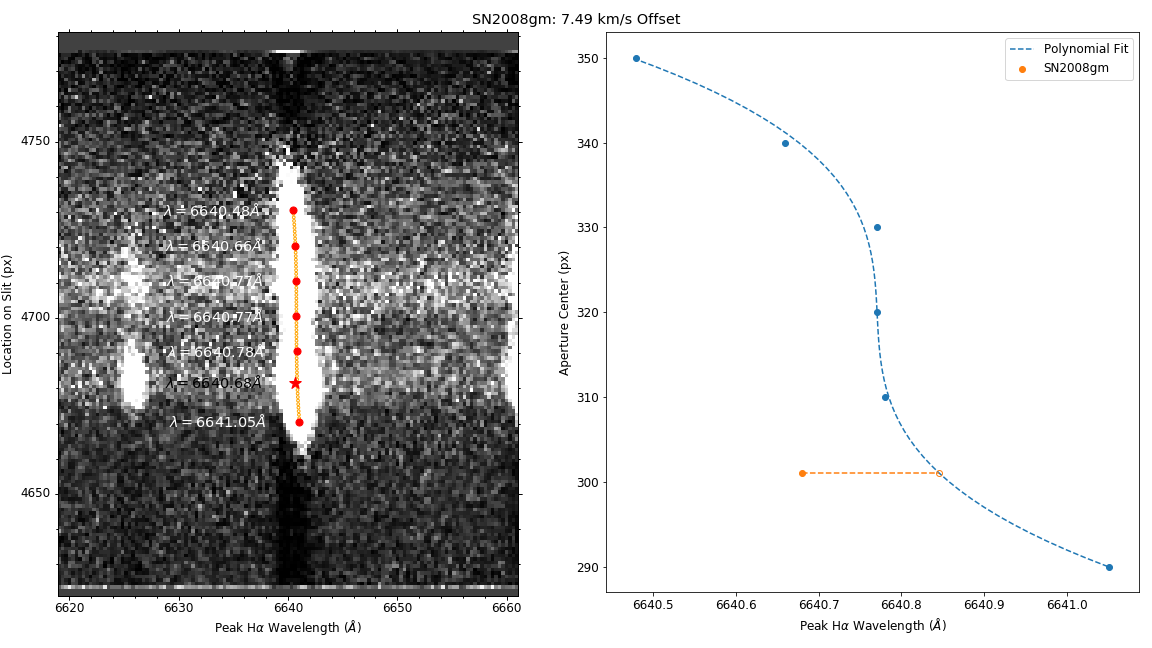 SN2008gm: 7.49 km/s Offset
Location on Slit (px)
4750
4700
4650
λ = 6640.48Å
λ = 6640.66Å
λ = 6640.77Å
λ = 6640.77Å
λ = 6640.78Å
λ = 6640.68Å
λ = 6641.05Å
6620 6630 6640 6650 6660
Peak Hα Wavelength (Å)
Aperture Center (px)
350
340
330
320
310
300
290
Polynomial Fit
SN2008gm
6640.5 6640.6 6640.7 6640.8 6640.9 6641.0
Peak Hα Wavelength (Å)